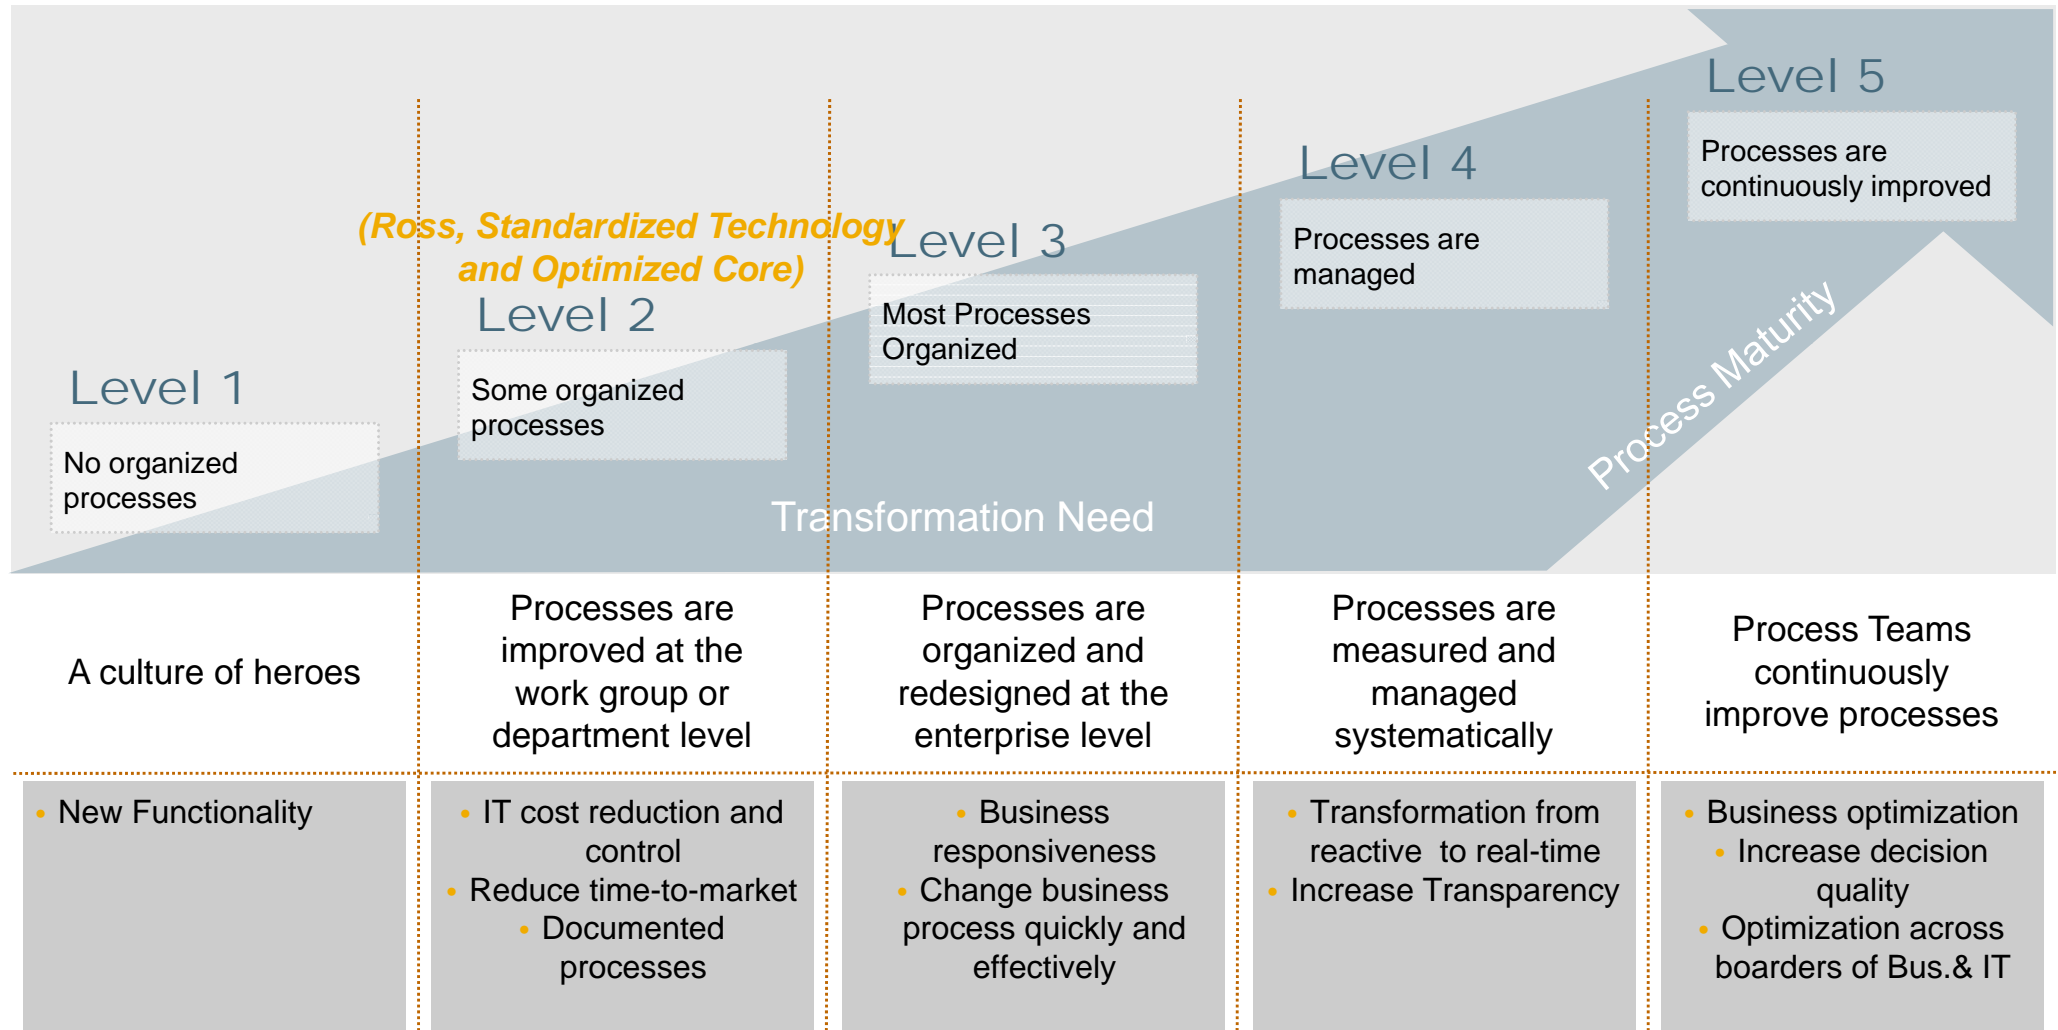 Level 1
No organized
processes
(Ross, Standardized Technology
and Optimized Core)
Level 2
Some organized
processes
Level 3
Most Processes
Organized
Level 4
Processes are
managed
Level 5
Processes are
continuously improved
Transformation Need
Process Maturity
A culture of heroes
Processes are
improved at the
work group or
department level
Processes are
organized and
redesigned at the
enterprise level
Processes are
measured and
managed
systematically
Process Teams
continuously
improve processes
• New Functionality
• IT cost reduction and
control
• Reduce time-to-market
• Documented
processes
• Business
responsiveness
• Change business
process quickly and
effectively
• Transformation from
reactive  to real-time
• Increase Transparency
• Business optimization
• Increase decision
quality
• Optimization across
boarders of Bus.& IT